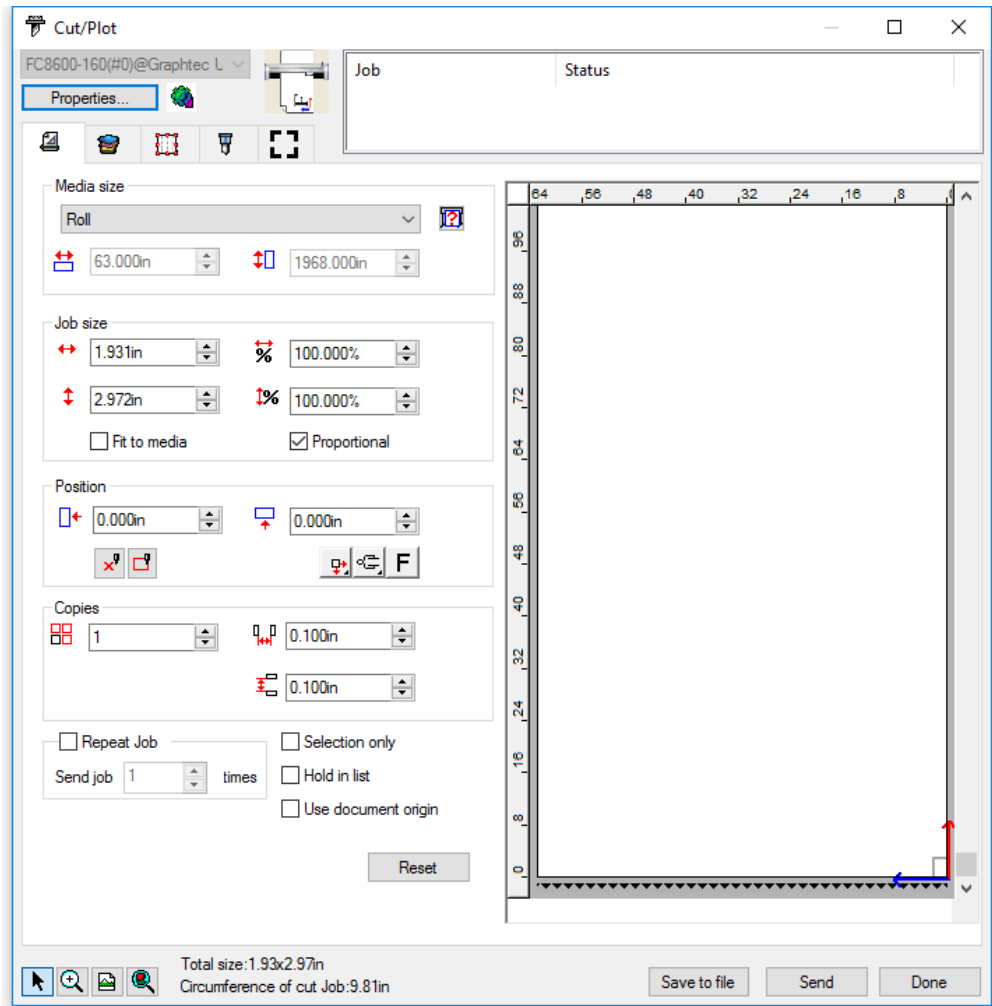 Cut/Plot
FC8600-160(#0)@Graphtec U
Properties...
Job Status
Media size
Roll
63.000in 1968.000in
Job size
1.931in 100.000%
2.972in 100.000%
Fit to media Proportional
Position
0.000in 0.000in
F
Copies
1 0.100in
0.100in
Repeat Job Selection only
Send job 1 times Hold in list
Use document origin
Reset
64 56 48 40 32 24 16 8 0
96
88
80
72
64
56
48
40
32
24
16
8
0
Total size:1.93x2.97in
Circumference of cut Job:9.81in
Save to file Send Done